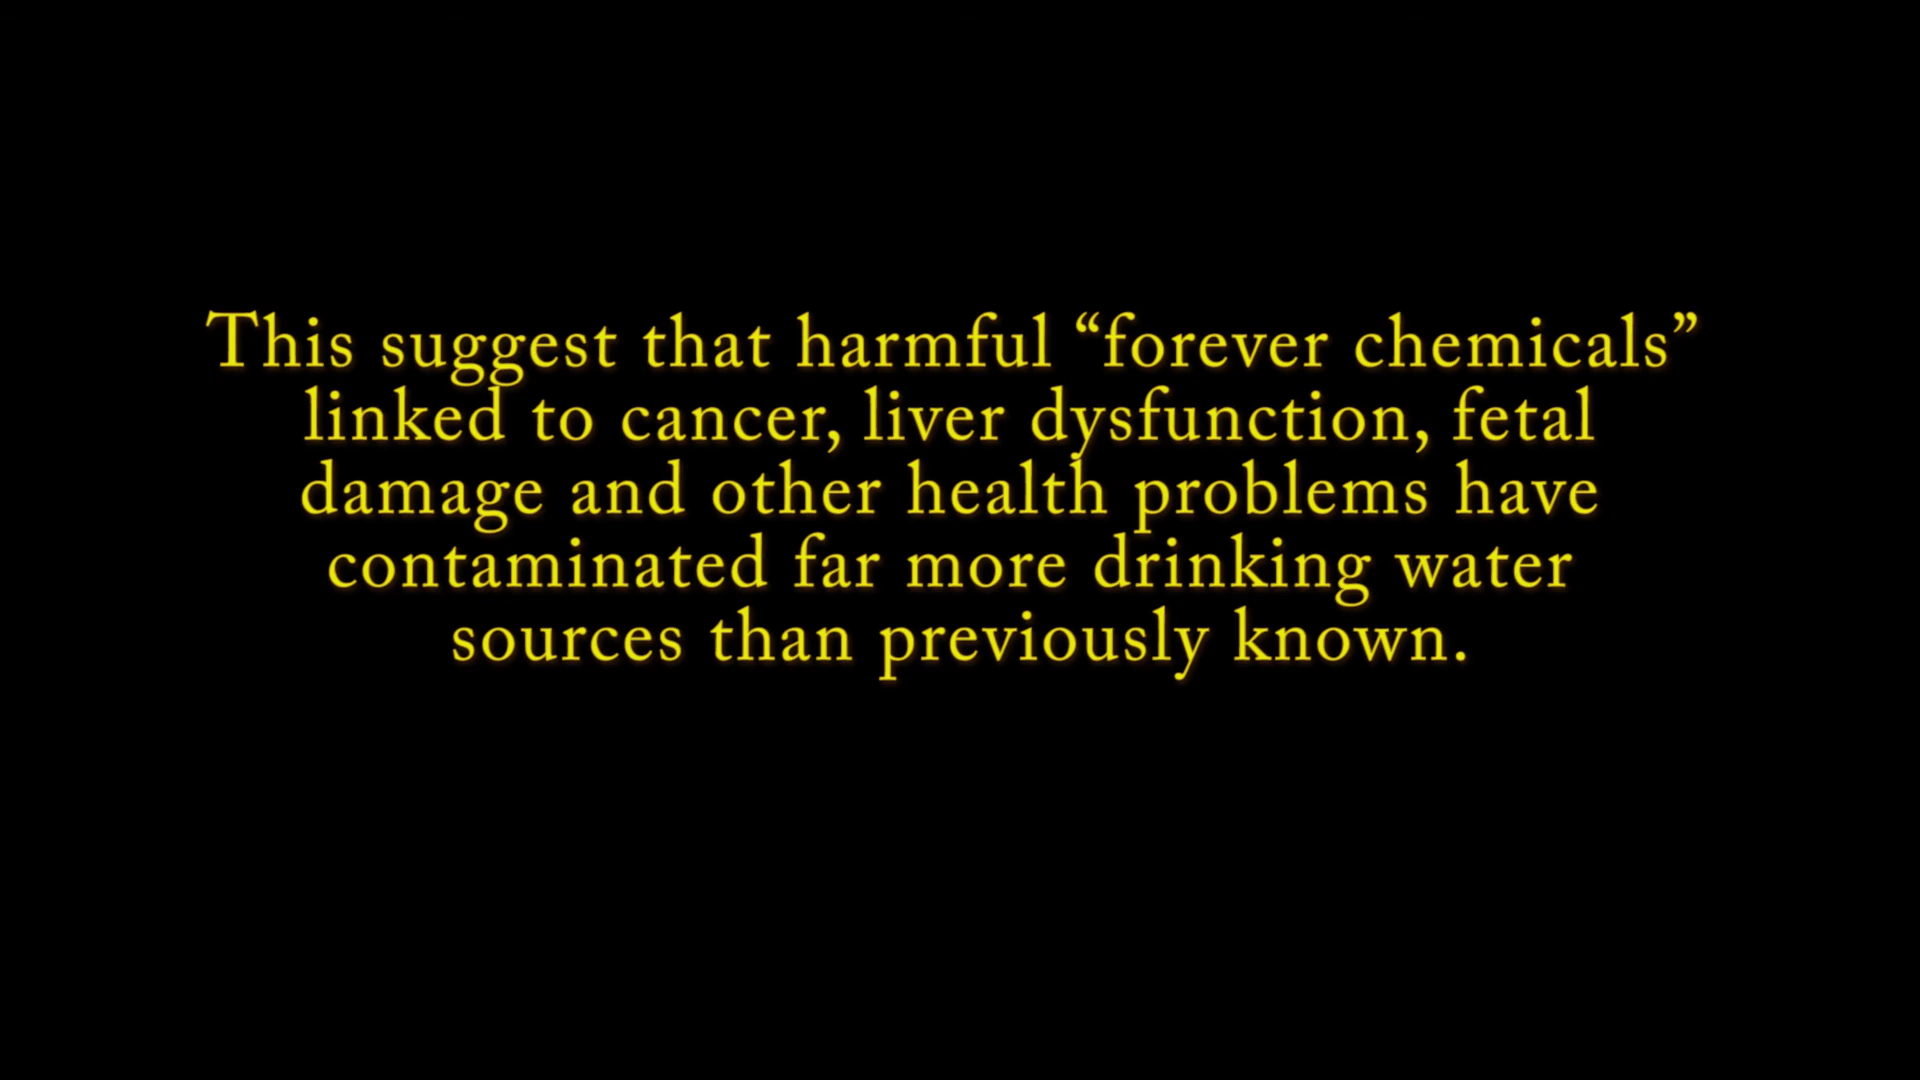 This suggest that harmful “forever chemicals”
linked to cancer, liver dysfunction, fetal
damage and other health problems have
contaminated far more drinking water
sources than previously known.